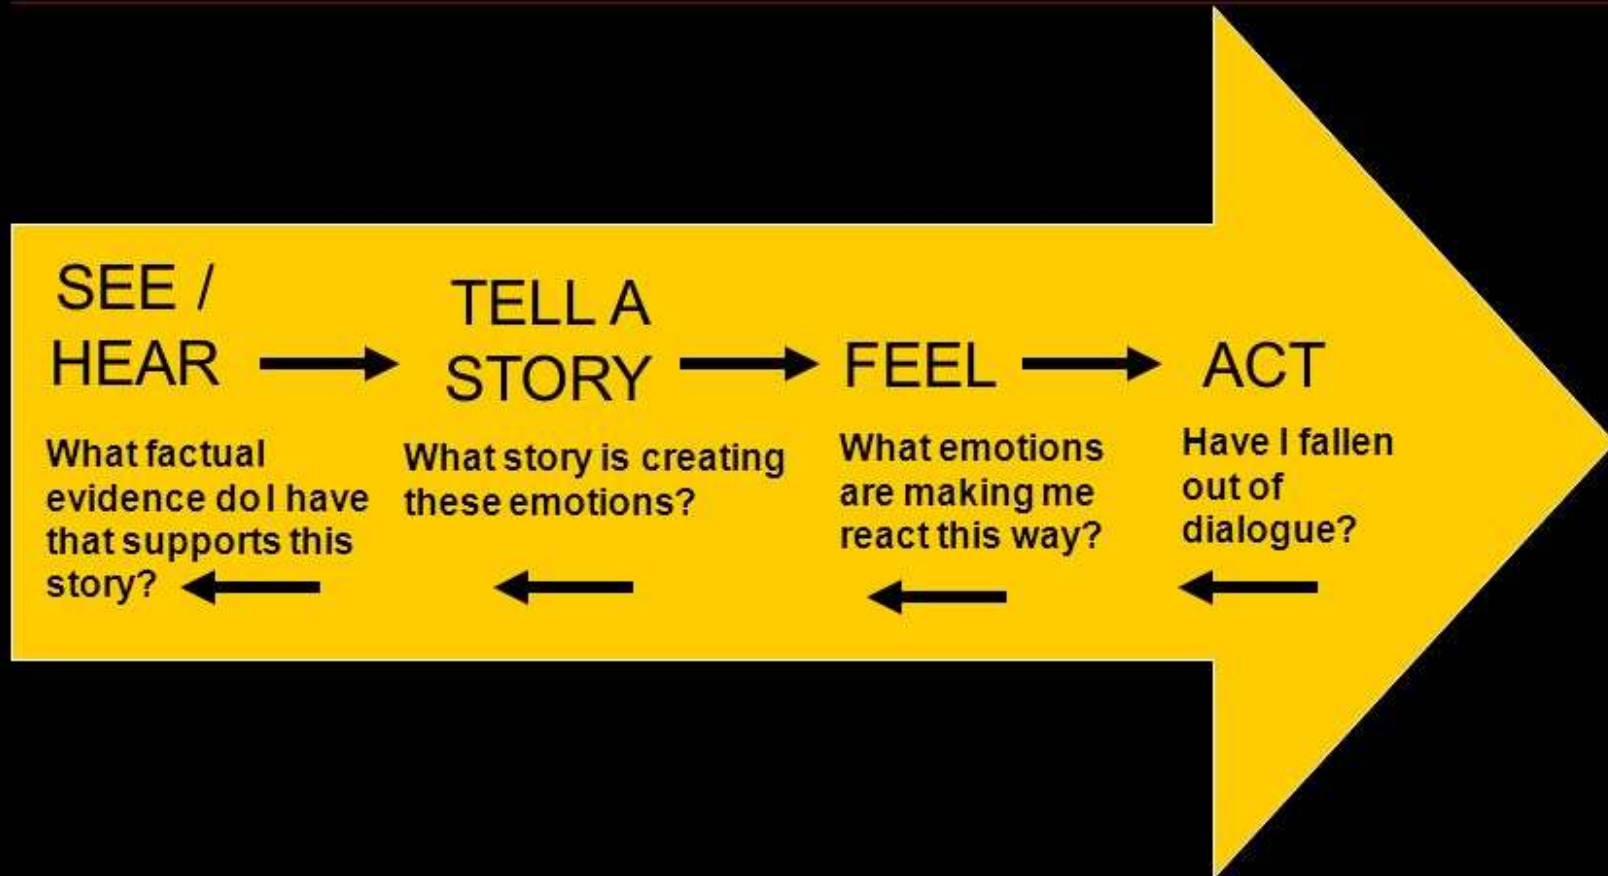 SEE /
HEAR
TELL A
STORY
FEEL
ACT
What factual
evidence do I have
that supports this
story?
What story is creating
these emotions?
What emotions
are making me
react this way?
Have I fallen
out of
dialogue?